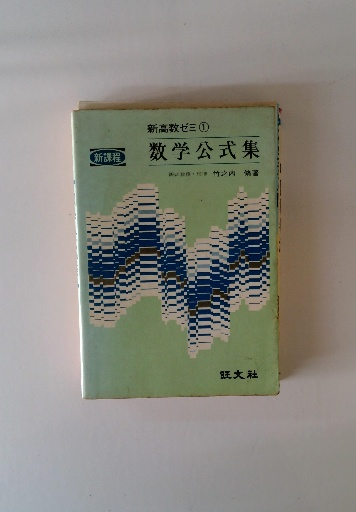 新高数ゼミ①
新課程
数学公式集
竹之内 脩著
旺文社